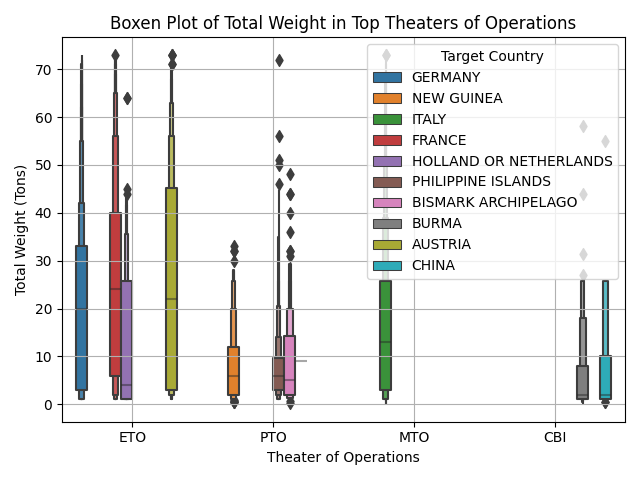 Boxen Plot of Total Weight in Top Theaters of Operations
Total Weight (Tons)
70
60
50
40
30
20
10
0
Target Country
GERMANY
NEW GUINEA
ITALY
FRANCE
HOLLAND OR NETHERLANDS
PHILIPPINE ISLANDS
BISMARK ARCHIPELAGO
BURMA
AUSTRIA
CHINA
ETO
PTO
MTO
CBI
Theater of Operations